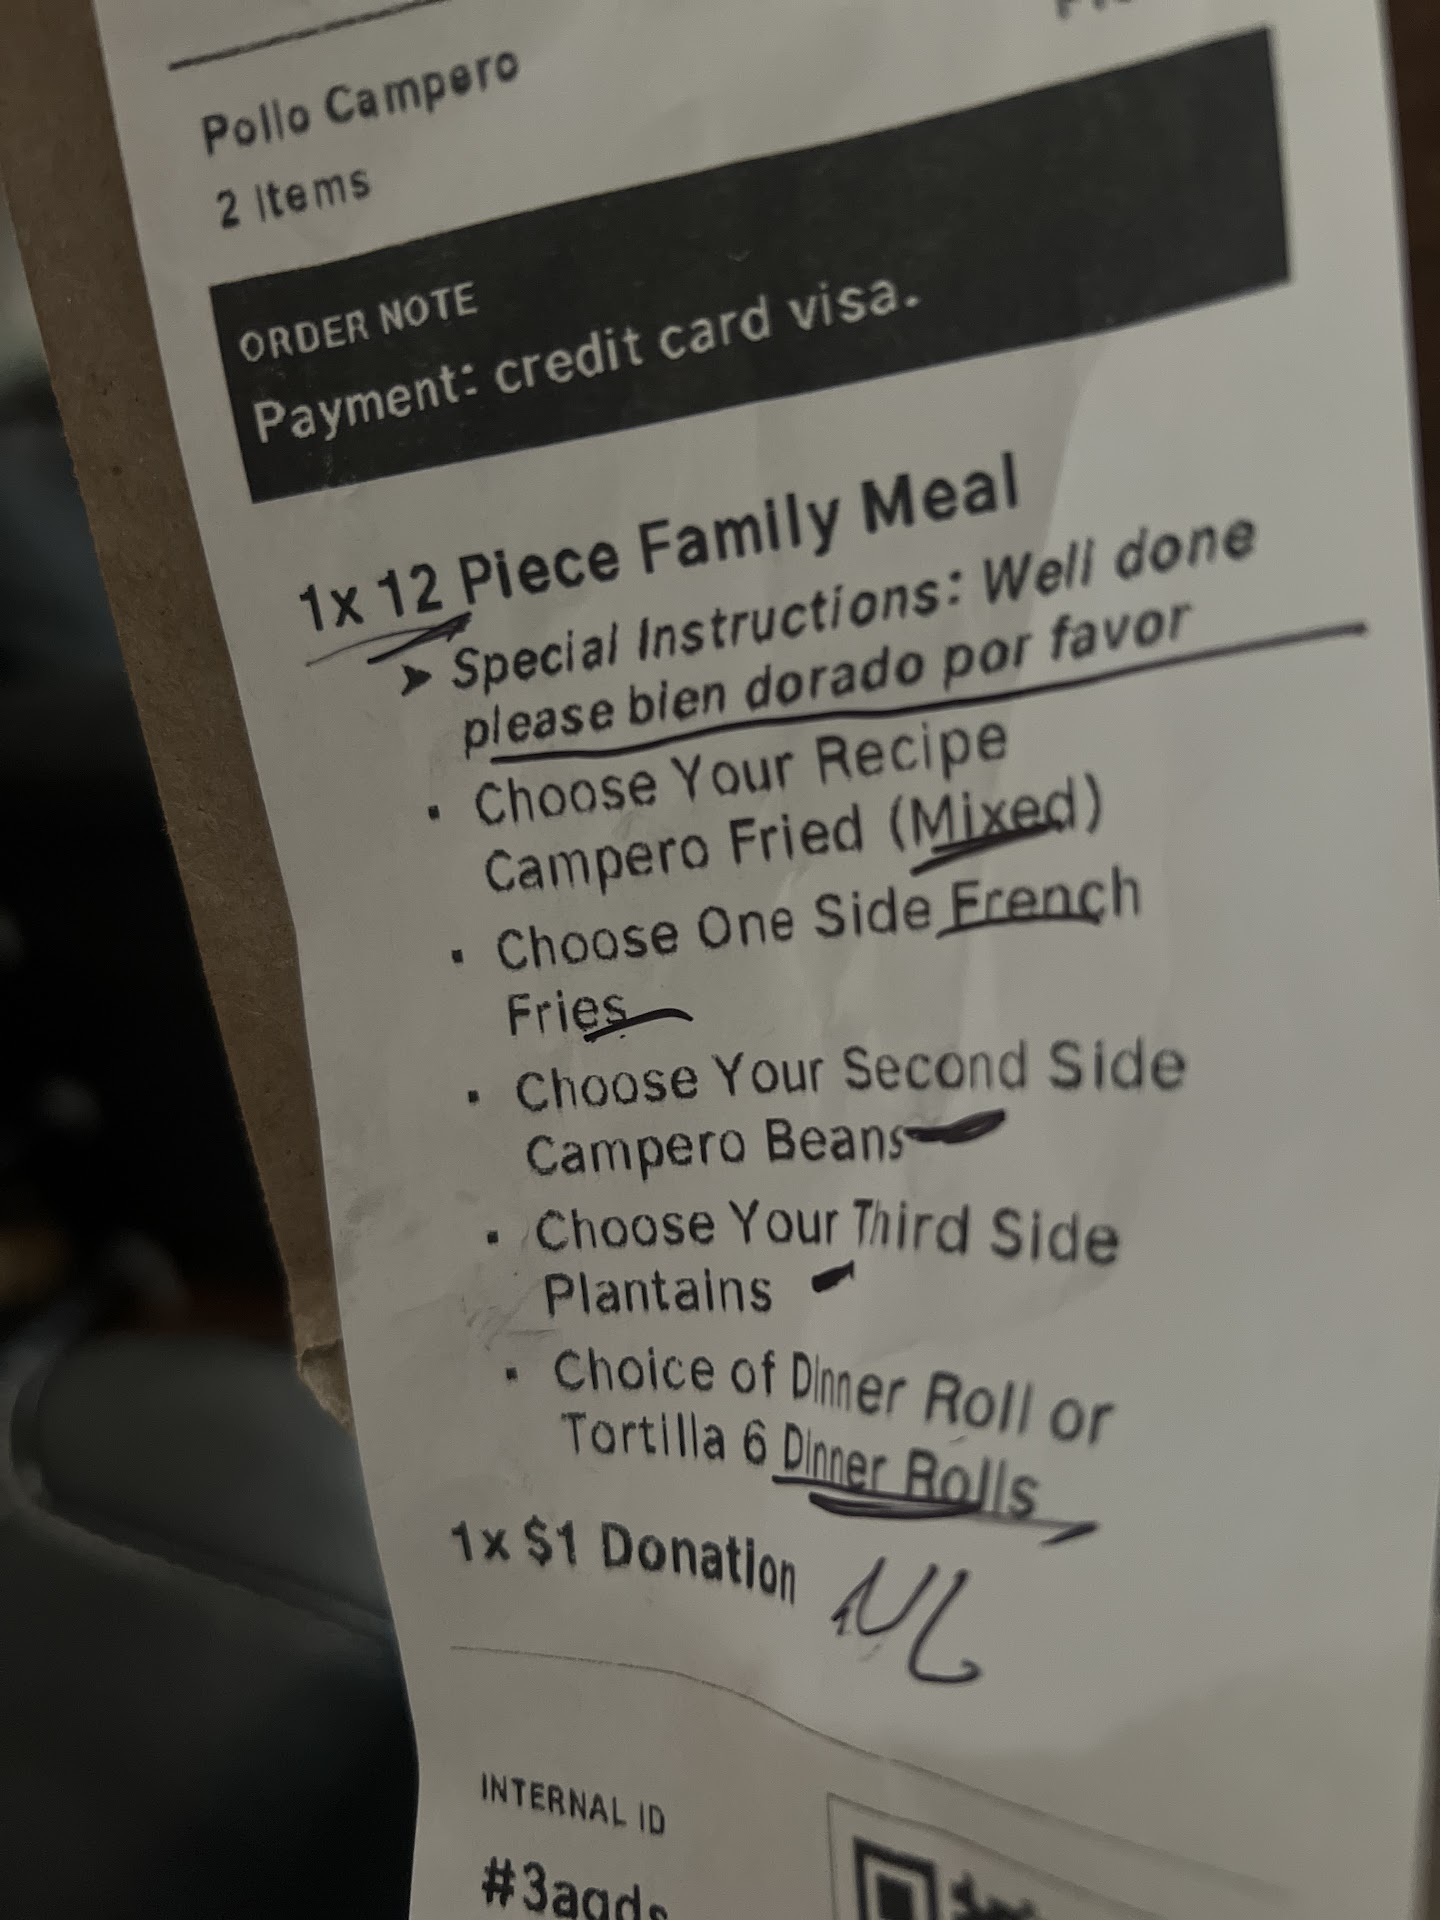 Pollo Campero
2 Items
ORDER NOTE
Payment: credit card visa.
1x 12 Piece Family Meal
➤ Special Instructions: Well done
please bien dorado por favor
• Choose Your Recipe
Campero Fried (Mixed)
• Choose One Side French
Fries
• Choose Your Second Side
Campero Beans
• Choose Your Third Side
Plantains
• Choice of Dinner Roll or
Tortilla 6 Dinner Rolls
1x $1 Donation
INTERNAL ID